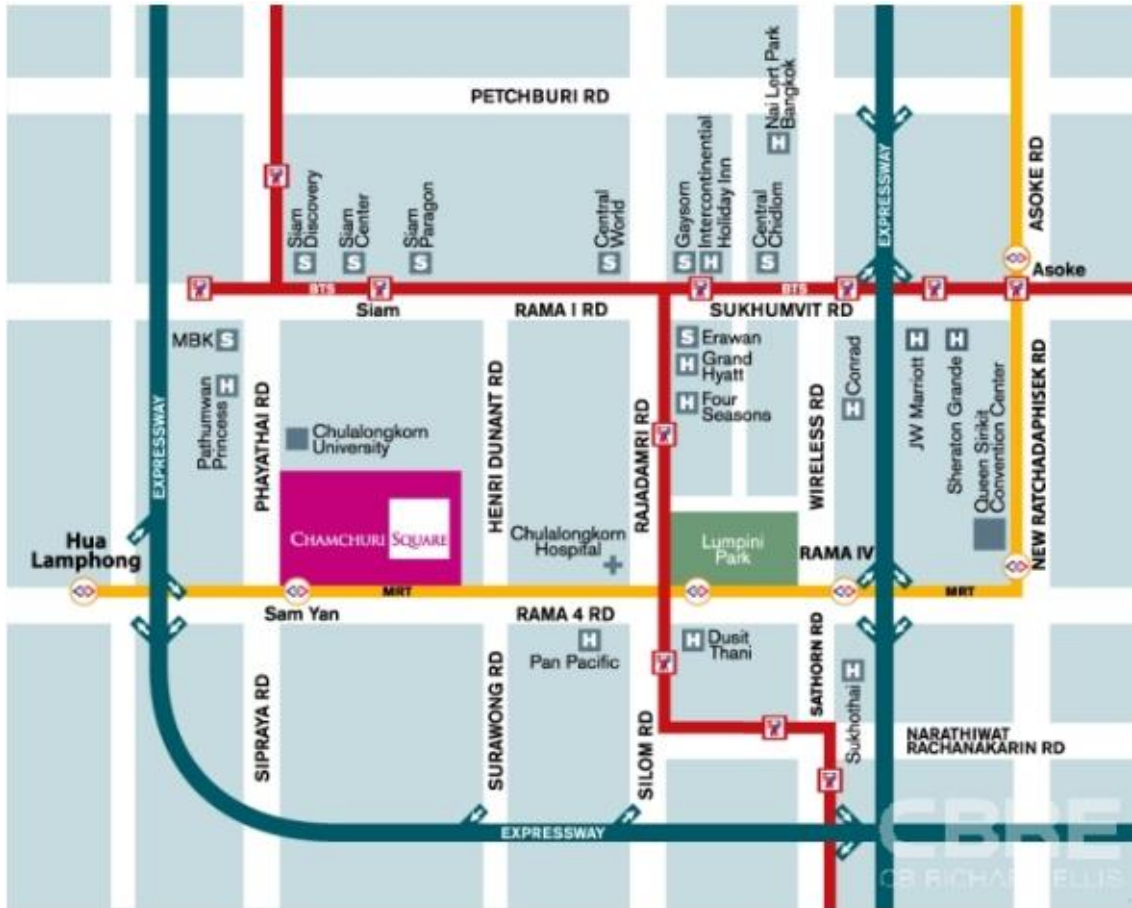 PETCHBURI RD
Nai Lert Park
Bangkok
H
EXPRESSWAY
ASOKE RD
Siam
Discovery
S
Siam
Center
S
Siam
Paragon
S
Central
World
S
Gaysorn
S
Intercontinental
Holiday Inn
H
Central
Chidlom
S
Asoke
BTS
BTS
Siam
RAMA I RD
SUKHUMVIT RD
MBK S
Pathumwan
Princess
H
EXPRESSWAY
PHAYATHAI RD
Chulalongkorn
University
HENRI DUNANT RD
RAJADAMRI RD
S Erawan
H Grand
Hyatt
H Four
Seasons
WIRELESS RD
Conrad
H
JW Marriott
H
Sheraton Grande
H
Queen Sirikit
Convention Center
NEW RATCHADAPHISEK RD
CHAMCHURI SQUARE
Chulalongkorn
Hospital
Lumpini
Park
RAMA IV
Hua
Lamphong
MRT
MRT
Sam Yan
RAMA 4 RD
H
Pan Pacific
H Dusit
Thani
SATHORN RD
H
Sukhothai
SIPRAYA RD
SURAWONG RD
SILOM RD
NARATHIWAT
RACHANAKARIN RD
EXPRESSWAY
CBRE
CB RICHARD ELLIS